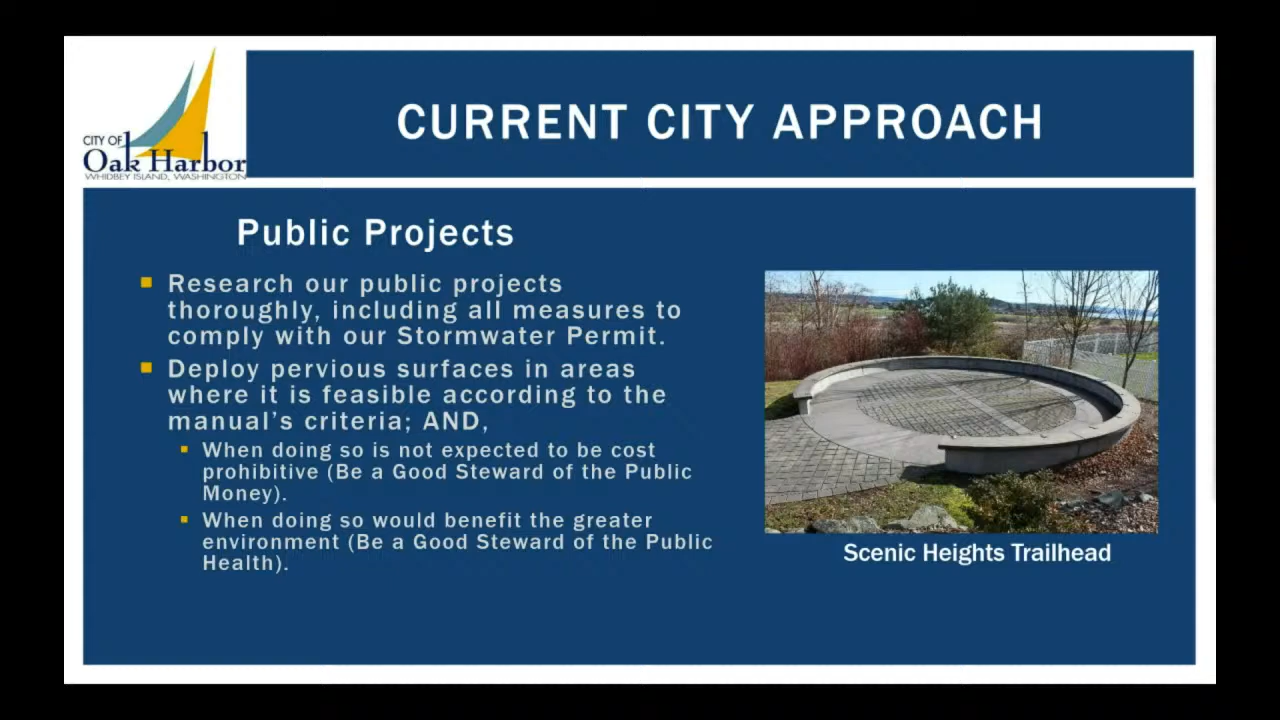 CITY OF
Oak Harbor
WHIDBEY ISLAND, WASHINGTON
CURRENT CITY APPROACH
Public Projects
Research our public projects
thoroughly, including all measures to
comply with our Stormwater Permit.
Deploy pervious surfaces in areas
where it is feasible according to the
manual's criteria; AND,
When doing so is not expected to be cost
prohibitive (Be a Good Steward of the Public
Money).
When doing so would benefit the greater
environment (Be a Good Steward of the Public
Health).
Scenic Heights Trailhead